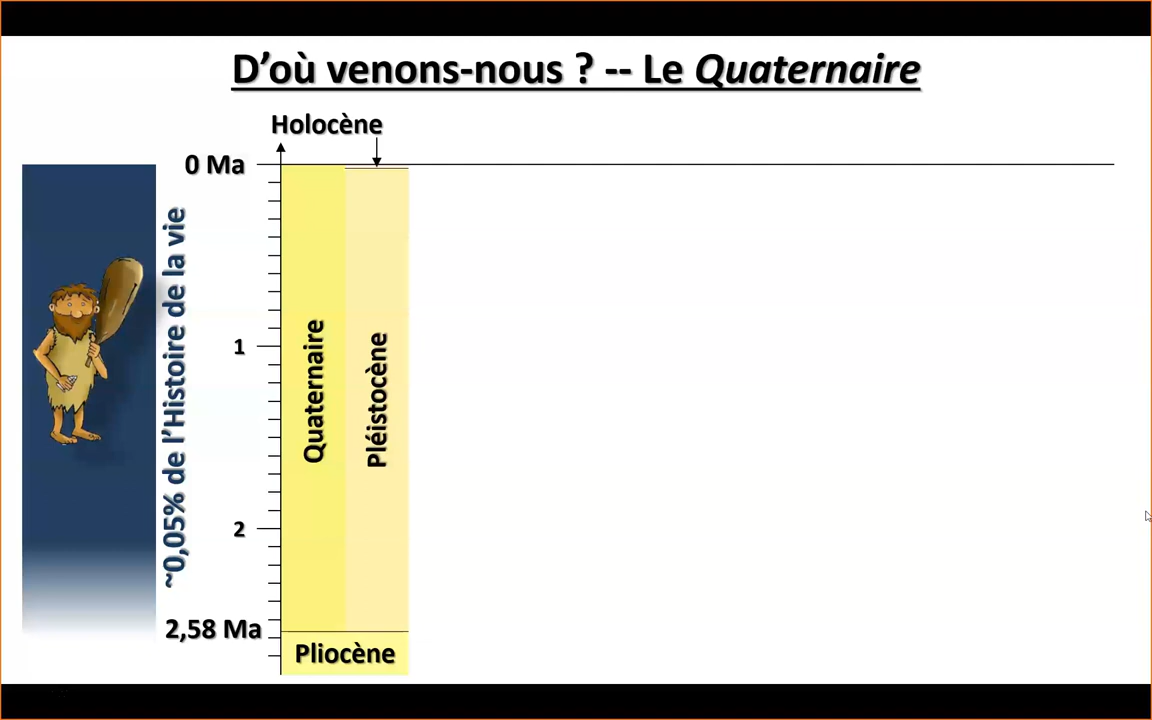 D’où venons-nous ? -- Le Quaternaire
Holocène
0 Ma
~0,05% de l’Histoire de la vie
1
Quaternaire
Pléistocène
2
2,58 Ma
Pliocène